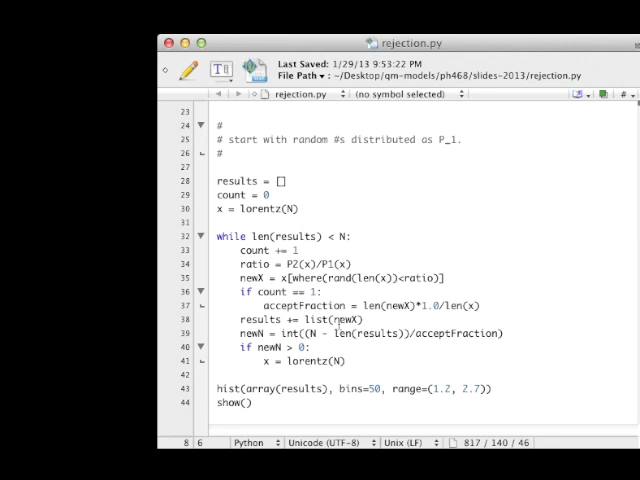 rejection.py
Last Saved: 1/29/13 9:53:22 PM
File Path ▾ : ~/Desktop/qm-models/ph468/slides-2013/rejection.py
rejection.py (no symbol selected) #
23
24 #
25 # start with random #s distributed as P_1.
26 #
27
28 results = []
29 count = 0
30 x = lorentz(N)
31
32 while len(results) < N:
33 count += 1
34 ratio = P2(x)/P1(x)
35 newX = x[where(rand(len(x))<ratio)]
36 if count == 1:
37 acceptFraction = len(newX)*1.0/len(x)
38 results += list(newX)
39 newN = int((N - len(results))/acceptFraction)
40 if newN > 0:
41 x = lorentz(N)
42
43 hist(array(results), bins=50, range=(1.2, 2.7))
44 show()
8 6 Python Unicode (UTF-8) Unix (LF) 817 / 140 / 46